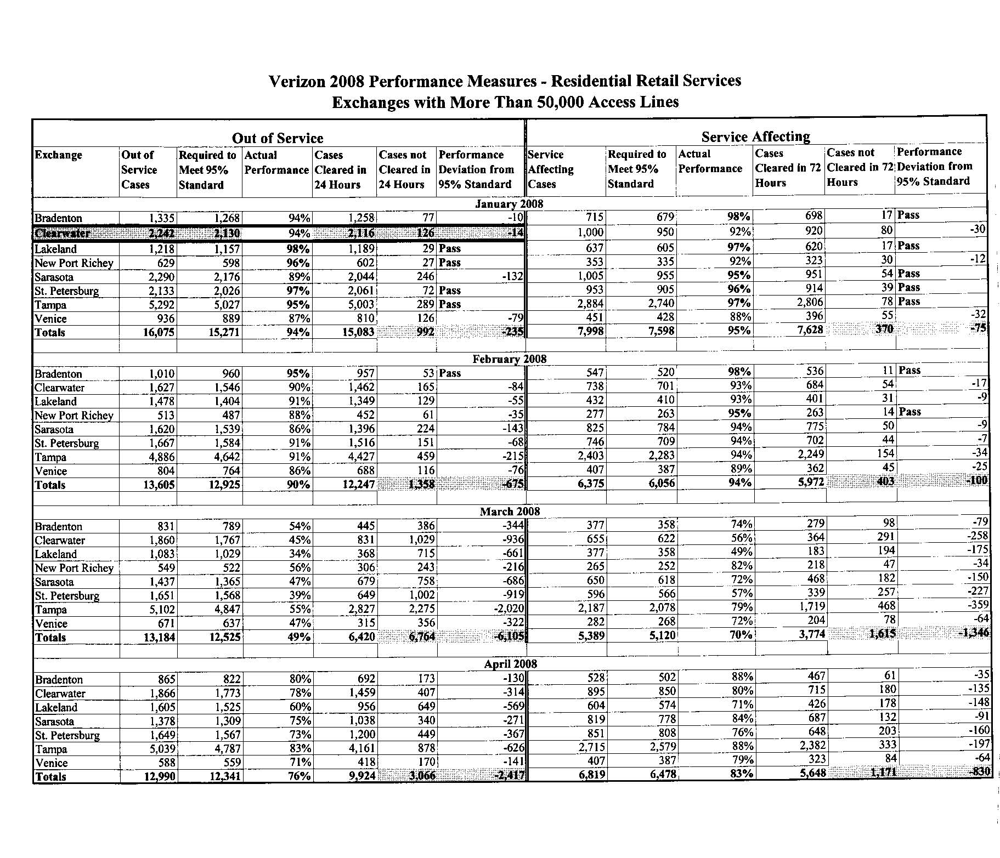 Verizon 2008 Performance Measures - Residential Retail Services
Exchanges with More Than 50,000 Access Lines
Out of Service Service Affecting
Exchange Out of Service Cases Required to Meet 95% Standard Actual Performance Cases Cleared in 24 Hours Cases not Cleared in 24 Hours Performance Deviation from 95% Standard Service Affecting Cases Required to Meet 95% Standard Actual Performance Cases Cleared in 72 Hours Cases not Cleared in 72 Hours Performance Deviation from 95% Standard
January 2008
Bradenton 1,335 1,268 94% 1,258 77 -10 715 679 98% 698 17 Pass
Clearwater 2,242 2,130 94% 2,116 126 -14 1,000 950 92% 920 80 -30
Lakeland 1,218 1,157 98% 1,189 29 Pass 637 605 97% 620 17 Pass
New Port Richey 629 598 96% 602 27 Pass 353 335 92% 323 30 -12
Sarasota 2,290 2,176 89% 2,044 246 -132 1,005 955 95% 951 54 Pass
St. Petersburg 2,133 2,026 97% 2,061 72 Pass 953 905 96% 914 39 Pass
Tampa 5,292 5,027 95% 5,003 289 Pass 2,884 2,740 97% 2,806 78 Pass
Venice 936 889 87% 810 126 -79 451 428 88% 396 55 -32
Totals 16,075 15,271 94% 15,083 992 -235 7,998 7,598 95% 7,628 370 -75
February 2008
Bradenton 1,010 960 95% 957 53 Pass 547 520 98% 536 11 Pass
Clearwater 1,627 1,546 90% 1,462 165 -84 738 701 93% 684 54 -17
Lakeland 1,478 1,404 91% 1,349 129 -55 432 410 93% 401 31 -9
New Port Richey 513 487 88% 452 61 -35 277 263 95% 263 14 Pass
Sarasota 1,620 1,539 86% 1,396 224 -143 825 784 94% 775 50 -9
St. Petersburg 1,667 1,584 91% 1,516 151 -68 746 709 94% 702 44 -7
Tampa 4,886 4,642 91% 4,427 459 -215 2,403 2,283 94% 2,249 154 -34
Venice 804 764 86% 688 116 -76 407 387 89% 362 45 -25
Totals 13,605 12,925 90% 12,247 1,358 -675 6,375 6,056 94% 5,972 403 -100
March 2008
Bradenton 831 789 54% 445 386 -344 377 358 74% 279 98 -79
Clearwater 1,860 1,767 45% 831 1,029 -936 655 622 56% 364 291 -258
Lakeland 1,083 1,029 34% 368 715 -661 377 358 49% 183 194 -175
New Port Richey 549 522 56% 306 243 -216 265 252 82% 218 47 -34
Sarasota 1,437 1,365 47% 679 758 -686 650 618 72% 468 182 -150
St. Petersburg 1,651 1,568 39% 649 1,002 -919 596 566 57% 339 257 -227
Tampa 5,102 4,847 55% 2,827 2,275 -2,020 2,187 2,078 79% 1,719 468 -359
Venice 671 637 47% 315 356 -322 282 268 72% 204 78 -64
Totals 13,184 12,525 49% 6,420 6,764 -6,105 5,389 5,120 70% 3,774 1,615 -1,346
April 2008
Bradenton 865 822 80% 692 173 -130 528 502 88% 467 61 -35
Clearwater 1,866 1,773 78% 1,459 407 -314 895 850 80% 715 180 -135
Lakeland 1,605 1,525 60% 956 649 -569 604 574 71% 426 178 -148
Sarasota 1,378 1,309 75% 1,038 340 -271 819 778 84% 687 132 -91
St. Petersburg 1,649 1,567 73% 1,200 449 -367 851 808 76% 648 203 -160
Tampa 5,039 4,787 83% 4,161 878 -626 2,715 2,579 88% 2,382 333 -197
Venice 588 559 71% 418 170 -141 407 387 79% 323 84 -64
Totals 12,990 12,341 76% 9,924 3,066 -2,417 6,819 6,478 83% 5,648 1,171 -830